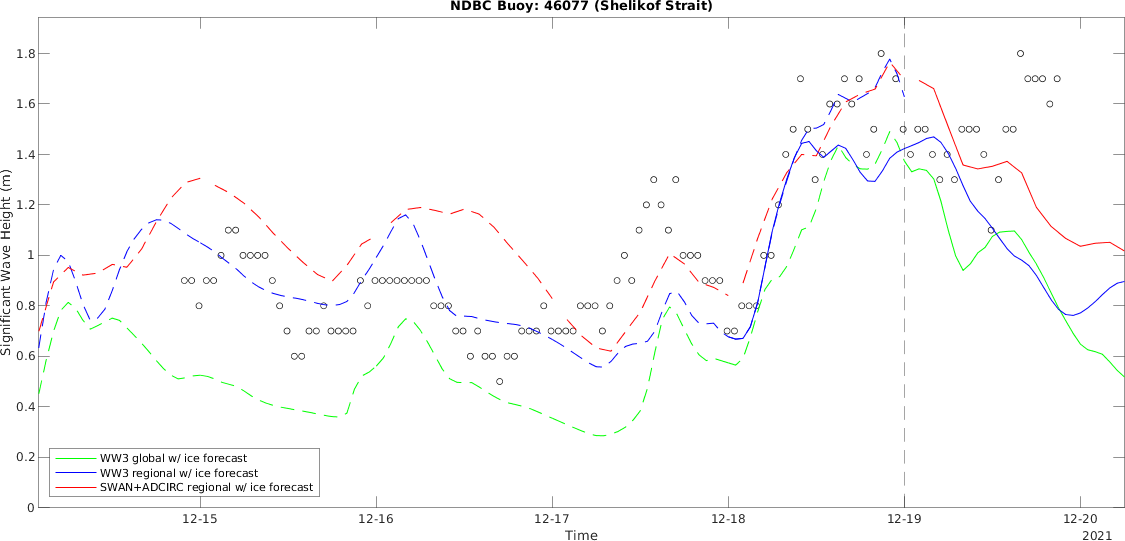 NDBC Buoy: 46077 (Shelikof Strait)
Significant Wave Height (m)
1.8
1.6
1.4
1.2
1
0.8
0.6
0.4
0.2
0
WW3 global w/ ice forecast
WW3 regional w/ ice forecast
SWAN+ADCIRC regional w/ ice forecast
12-15 12-16 12-17 12-18 12-19 12-20
Time
2021